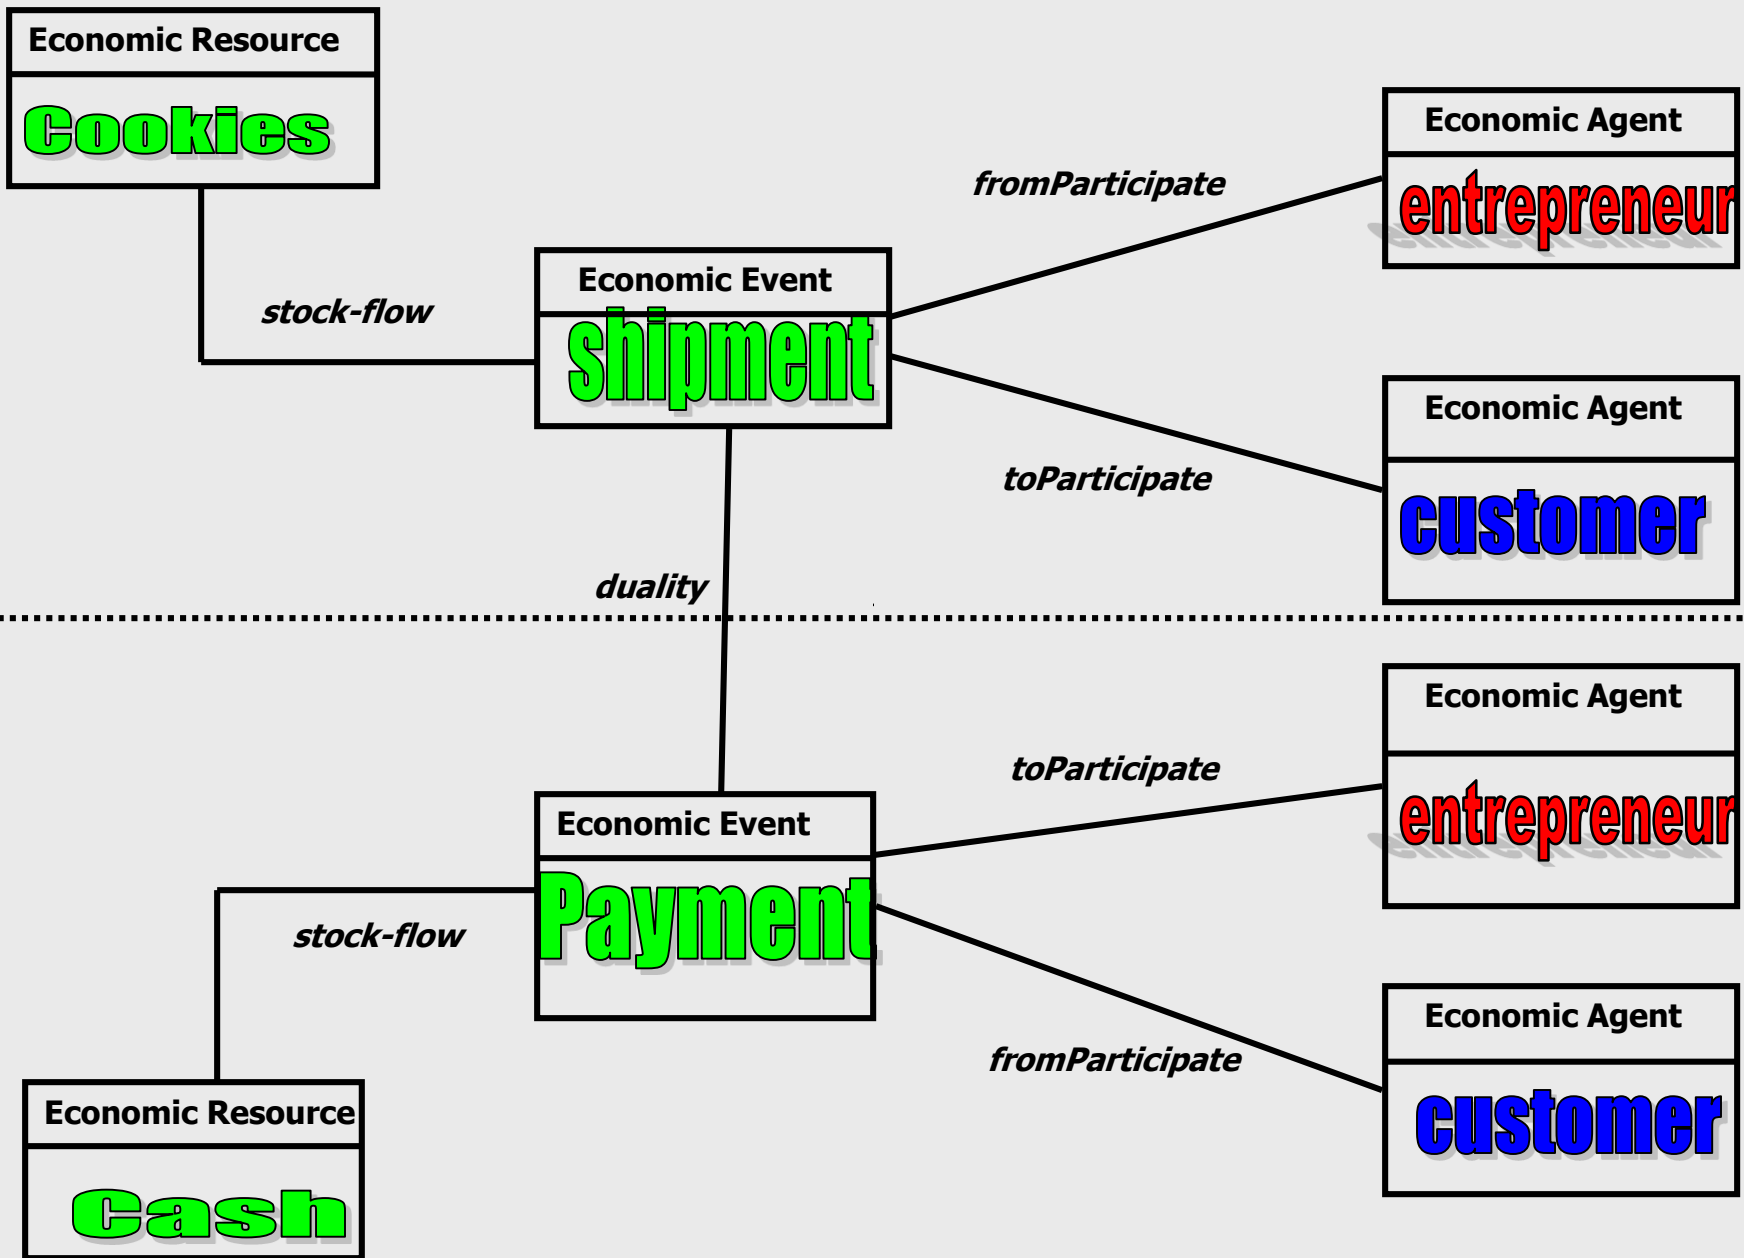 Economic Resource
Cookies
Economic Agent
entrepreneur
fromParticipate
Economic Event
shipment
stock-flow
Economic Agent
customer
toParticipate
duality
Economic Agent
entrepreneur
toParticipate
Economic Event
Payment
stock-flow
Economic Agent
customer
fromParticipate
Economic Resource
Cash